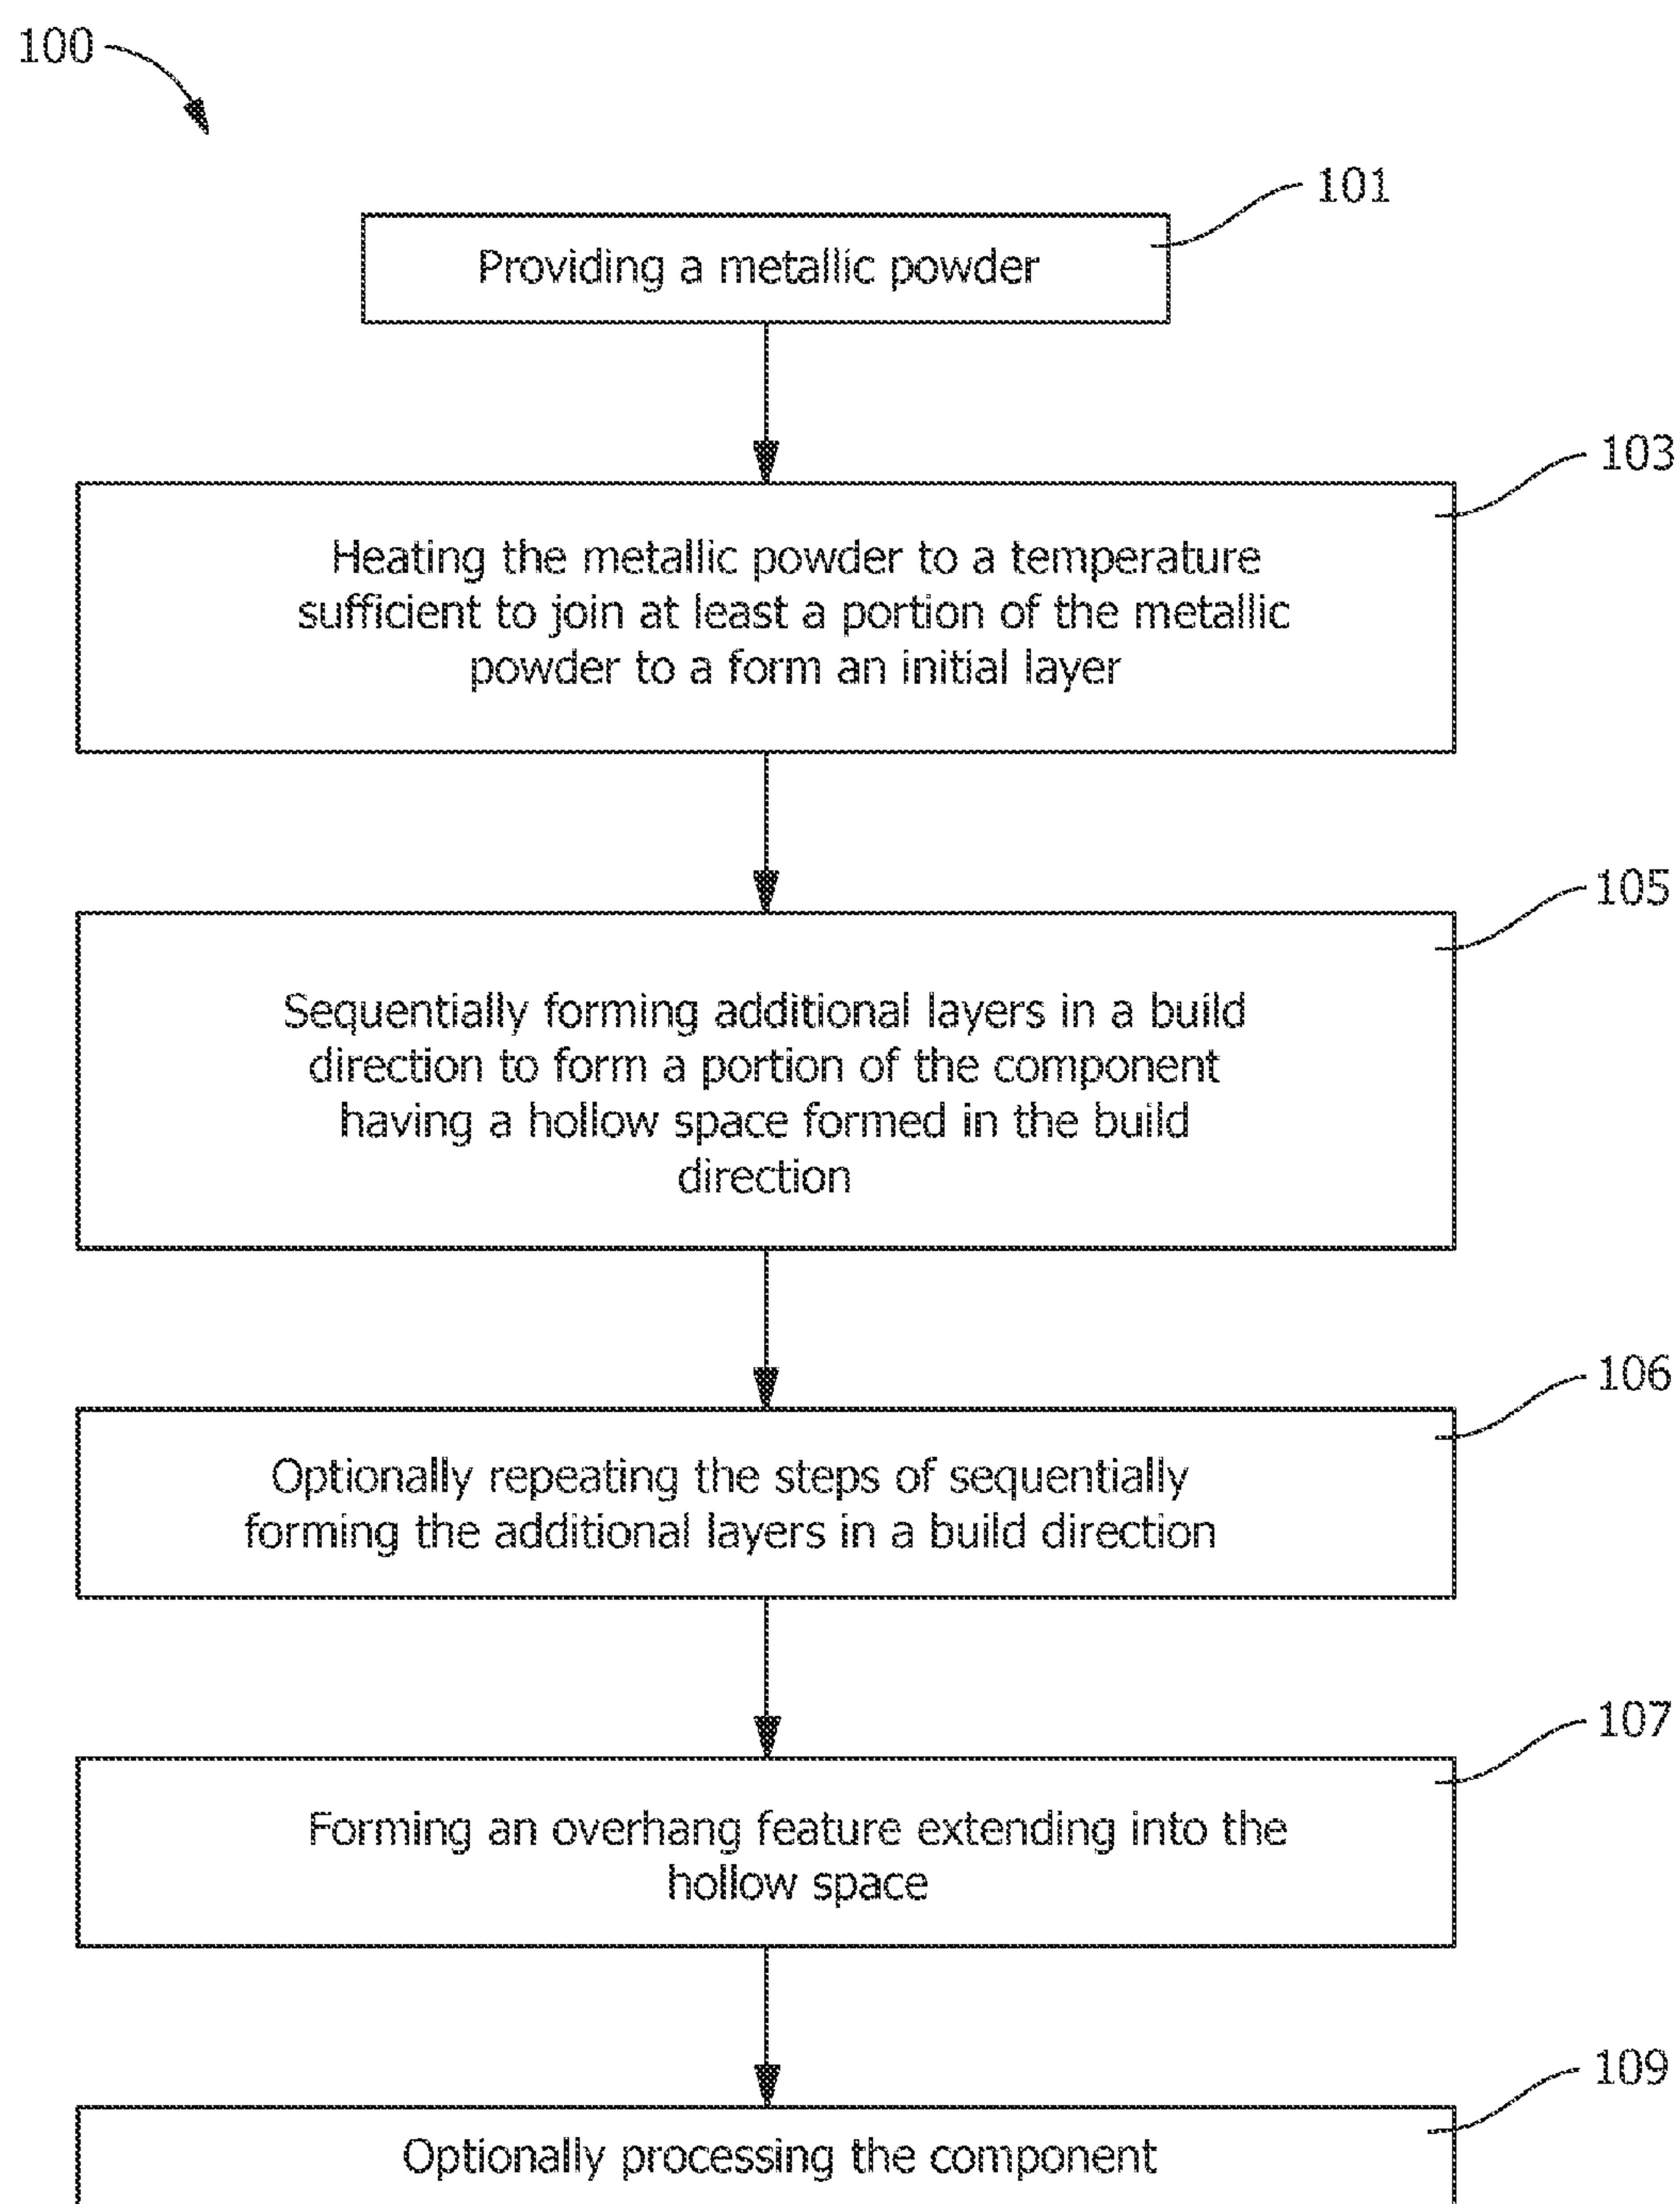 100
101
Providing a metallic powder
103
Heating the metallic powder to a temperature
sufficient to join at least a portion of the metallic
powder to a form an initial layer
105
Sequentially forming additional layers in a build
direction to form a portion of the component
having a hollow space formed in the build
direction
106
Optionally repeating the steps of sequentially
forming the additional layers in a build direction
107
Forming an overhang feature extending into the
hollow space
109
Optionally processing the component